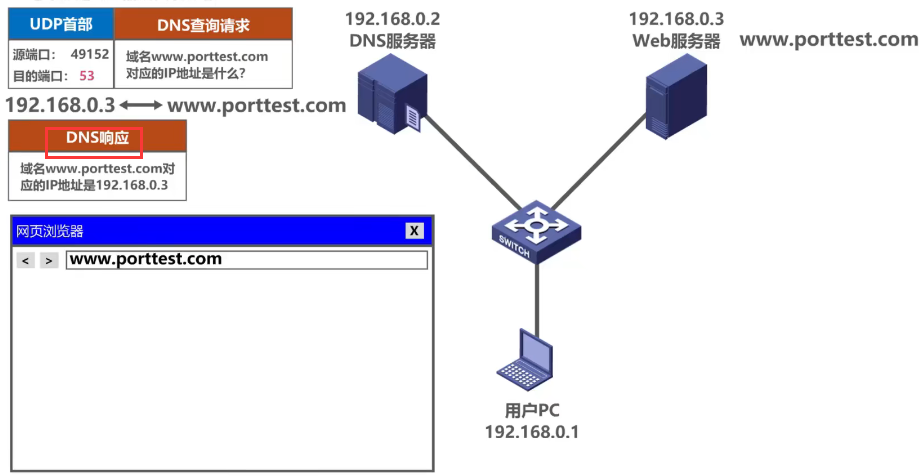 UDP首部
DNS查询请求
源端口： 49152
目的端口： 53
域名www.porttest.com
对应的IP地址是什么?
192.168.0.3
www.porttest.com
DNS响应
域名www.porttest.com对
应的IP地址是192.168.0.3
网页浏览器
X
<
>
www.porttest.com
192.168.0.2
DNS服务器
192.168.0.3
Web服务器
www.porttest.com
SWITCH
用户PC
192.168.0.1